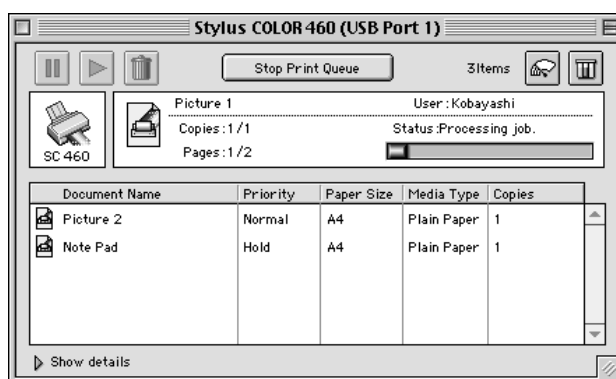 Stylus COLOR 460 (USB Port 1)
Stop Print Queue
3Items
SC 460
Picture 1
User:Kobayashi
Copies:1/1
Status:Processing job.
Pages:1/2
Document Name Priority Paper Size Media Type Copies
Picture 2 Normal A4 Plain Paper 1
Note Pad Hold A4 Plain Paper 1
Show details